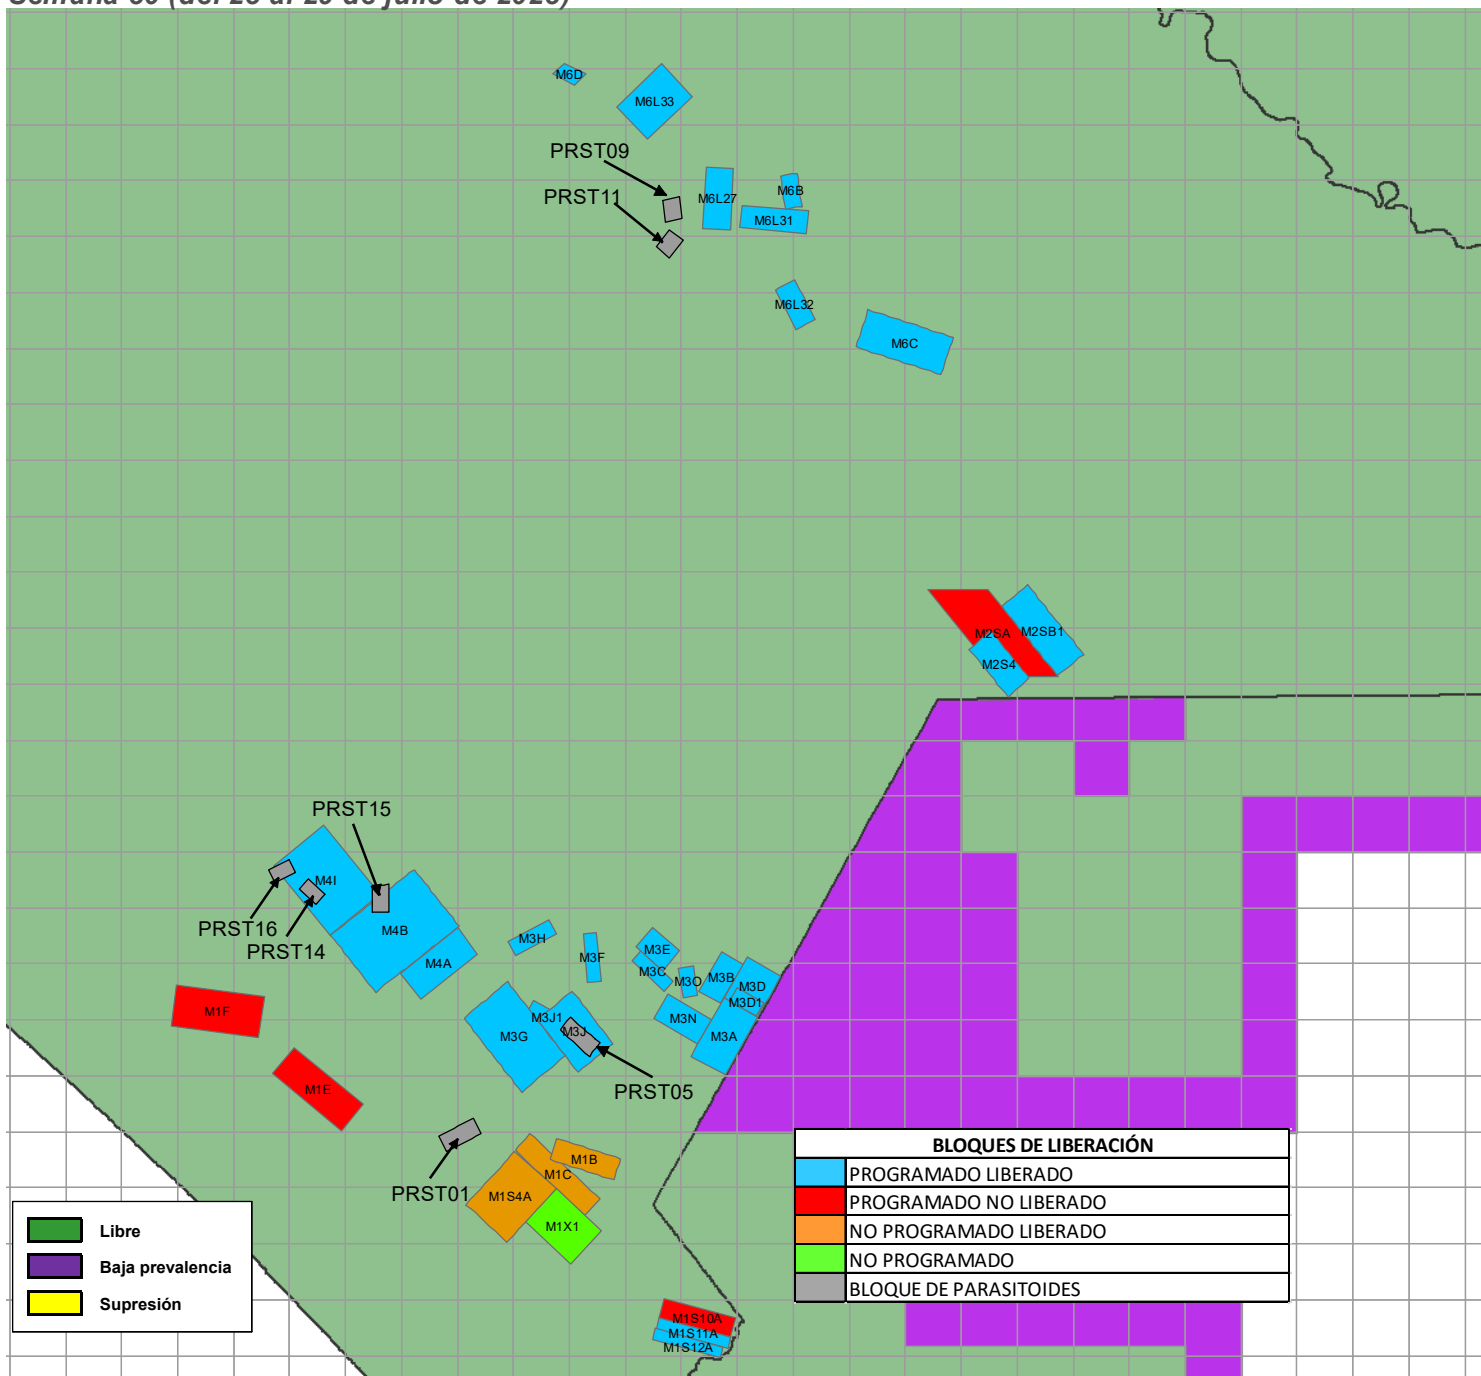 M6D
M6L33
PRST09
PRST11
M6L27
M6B
M6L31
M6L32
M6C
M2SA
M2SB1
M2S4
PRST15
M4I
PRST16
PRST14
M4B
M4A
M3H
M3F
M3E
M3C
M3O
M3B
M3D
M3D1
M3N
M3A
M1F
M3J1
M3J
M3G
M1E
PRST05
PRST01
M1B
M1C
M1S4A
M1X1
M1S10A
M1S11A
M1S12A
Libre
Baja prevalencia
Supresión
BLOQUES DE LIBERACIÓN
PROGRAMADO LIBERADO
PROGRAMADO NO LIBERADO
NO PROGRAMADO LIBERADO
NO PROGRAMADO
BLOQUE DE PARASITOIDES